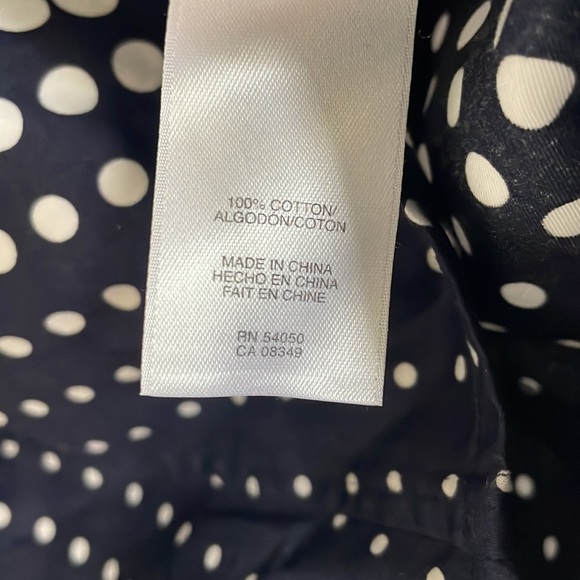 100% COTTON/
ALGODÓN/COTON
MADE IN CHINA
HECHO EN CHINA
FAIT EN CHINE
RN 54050
CA 08349